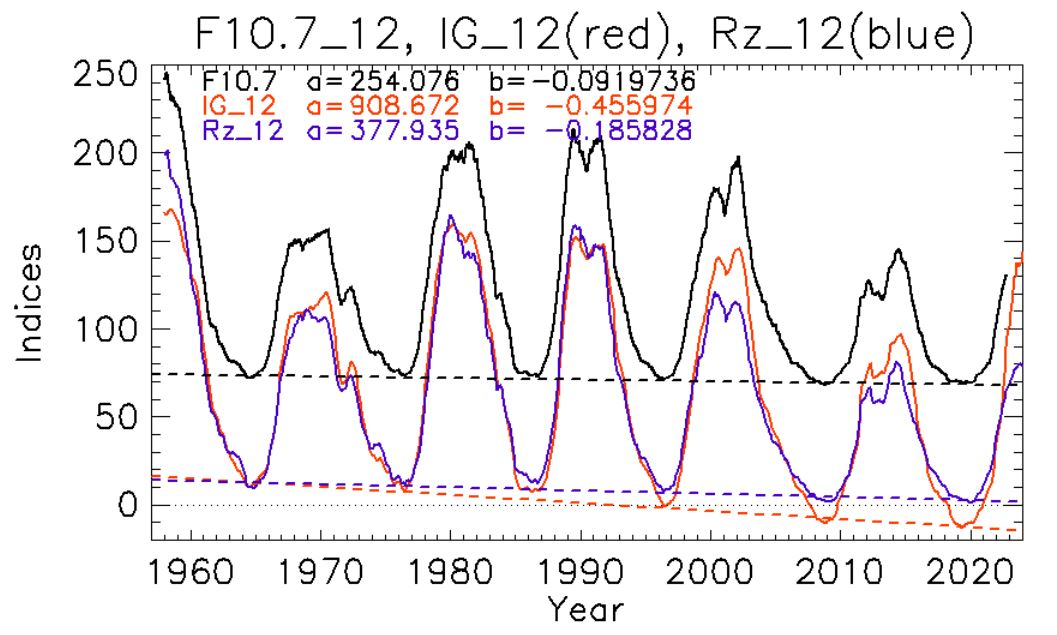 F10.7_12, IG_12(red), Rz_12(blue)
F10.7 a= 254.076 b= −0.0919736
IG_12 a= 908.672 b= −0.455974
Rz_12 a= 377.935 b= −0.185828
250
200
150
100
50
0
Indices
1960 1970 1980 1990 2000 2010 2020
Year